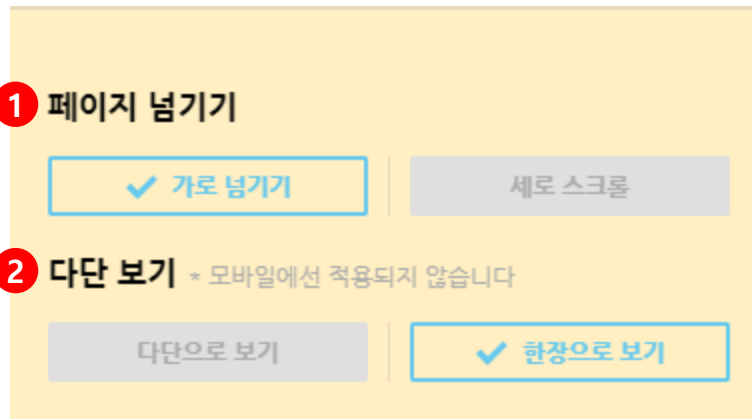 1 페이지 넘기기
가로 넘기기 세로 스크롤
2 다단 보기 * 모바일에선 적용되지 않습니다
다단으로 보기 한장으로 보기